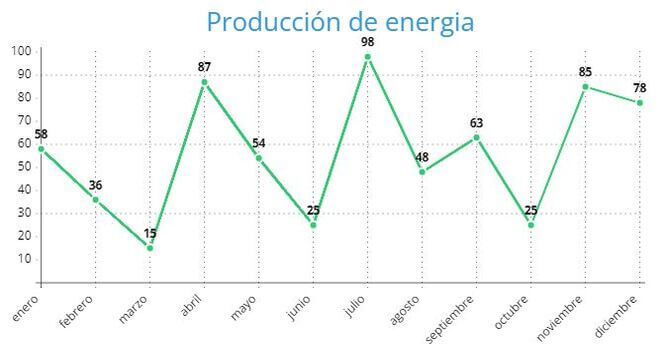 Producción de energia
100
90
80
70
60
50
40
30
20
10
58
36
15
87
54
25
98
48
63
25
85
78
enero
febrero
marzo
abril
mayo
junio
julio
agosto
septiembre
octubre
noviembre
diciembre